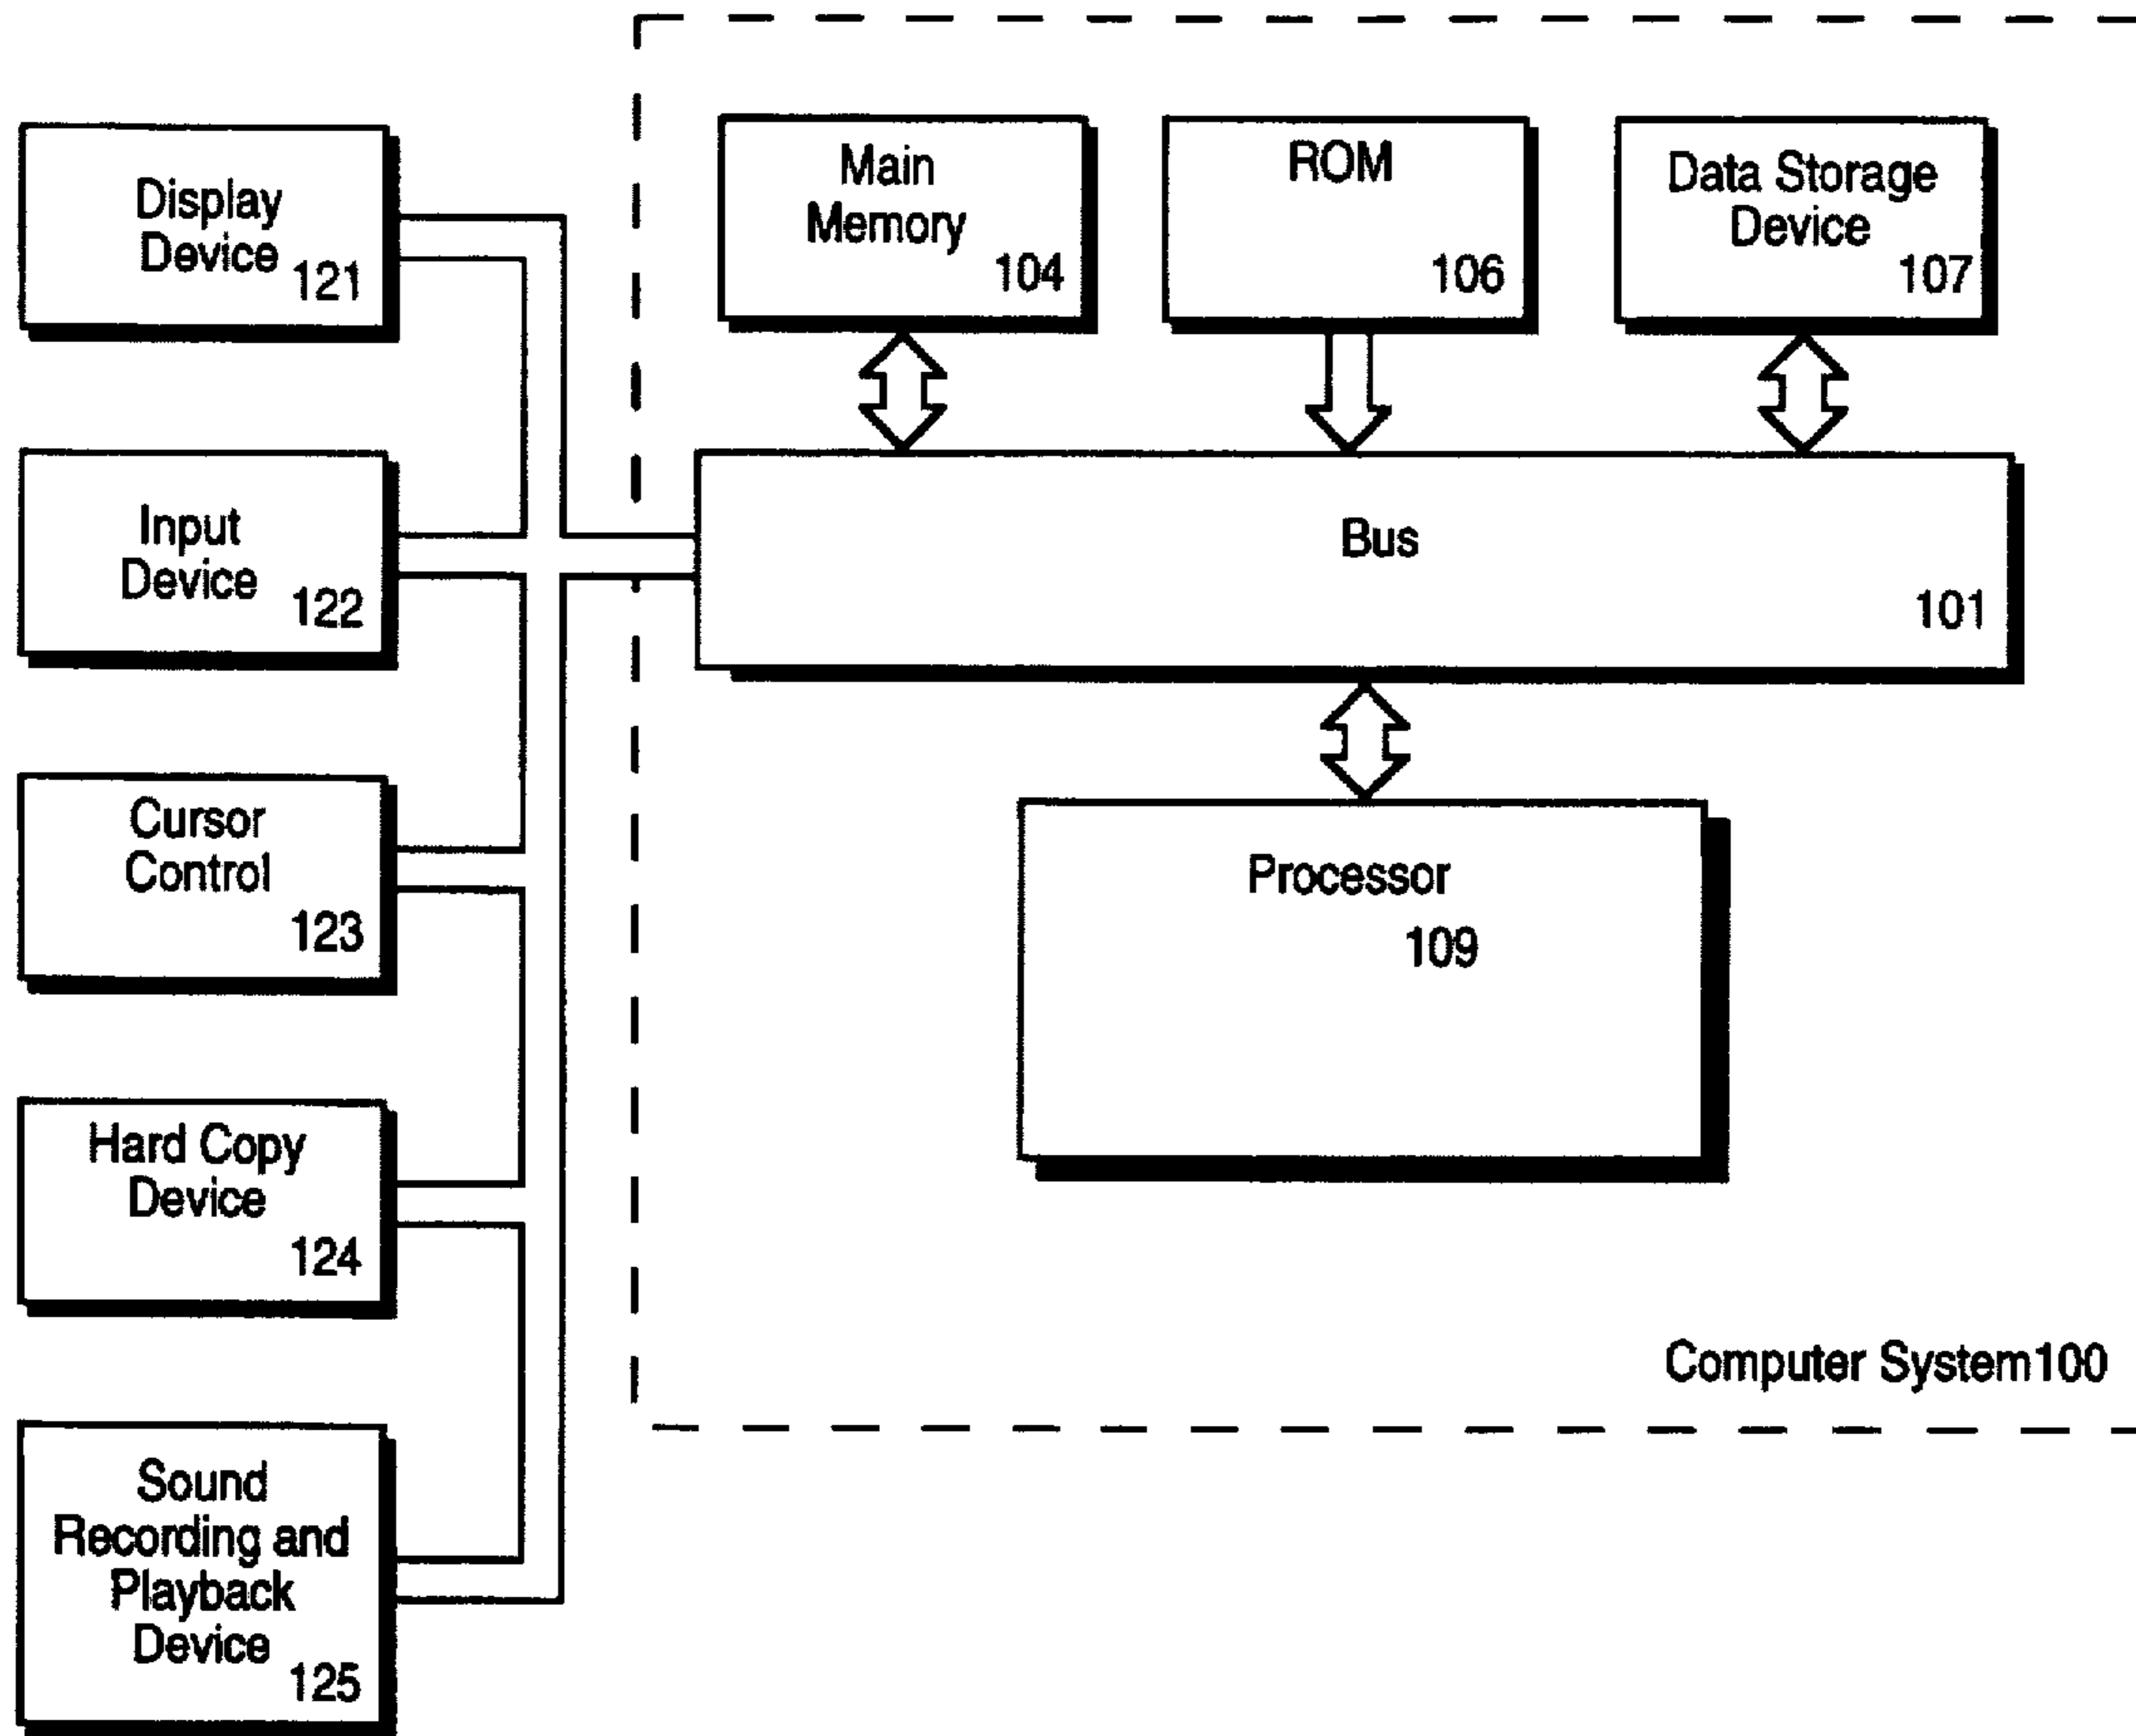 Display
Device
121
Input
Device
122
Cursor
Control
123
Hard Copy
Device
124
Sound
Recording and
Playback
Device
125
Main
Memory
104
ROM
106
Data Storage
Device
107
Bus
101
Processor
109
Computer System100